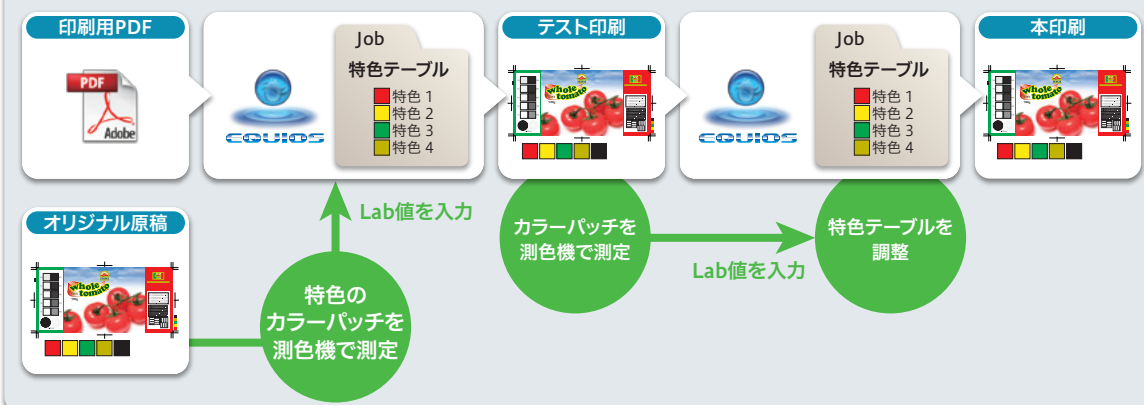 印刷用PDF
PDF
Adobe
EQUIOS
Job
特色テーブル
特色 1
特色 2
特色 3
特色 4
テスト印刷
whole
tomato
EQUIOS
Job
特色テーブル
特色 1
特色 2
特色 3
特色 4
本印刷
whole
tomato
オリジナル原稿
whole
tomato
Lab値を入力
特色の
カラーパッチを
測色機で測定
カラーパッチを
測色機で測定
Lab値を入力
特色テーブルを
調整